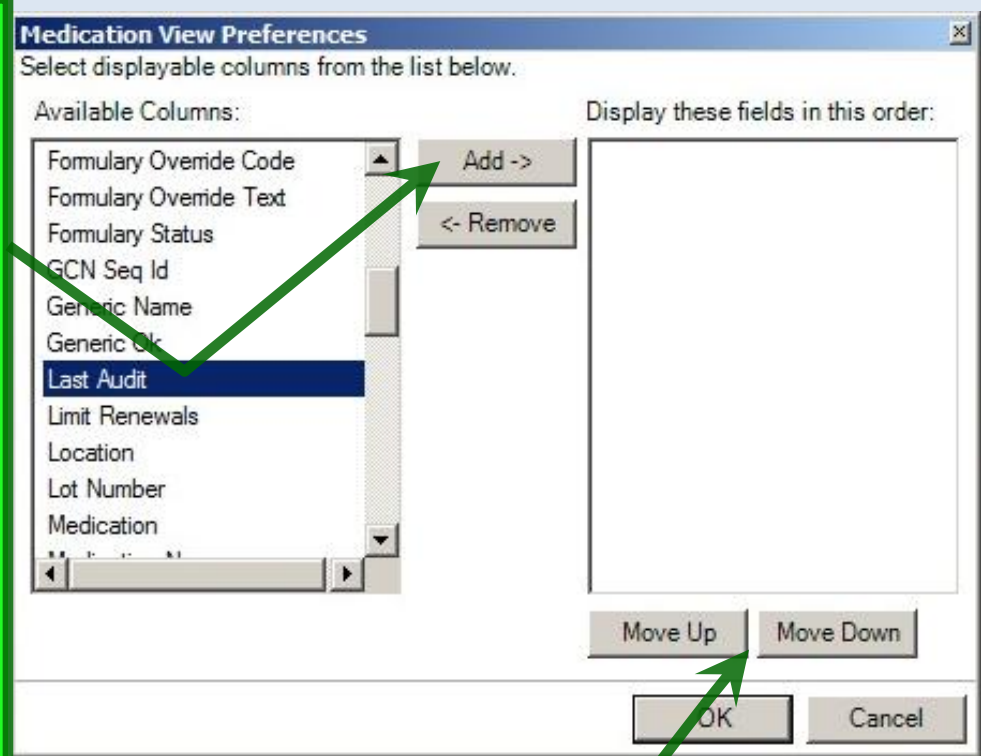 Medication View Preferences
Select displayable columns from the list below.
Available Columns:
Display these fields in this order:
Formulary Override Code
Formulary Override Text
Formulary Status
GCN Seq Id
Generic Name
Generic Ok
Last Audit
Limit Renewals
Location
Lot Number
Medication
Add ->
<- Remove
Move Up
Move Down
OK
Cancel